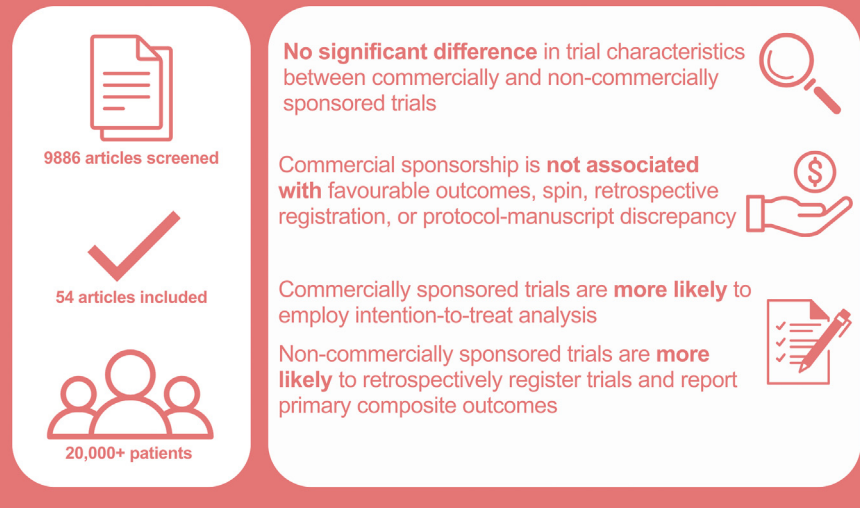 9886 articles screened
54 articles included
20,000+ patients
No significant difference in trial characteristics
between commercially and non-commercially
sponsored trials
Commercial sponsorship is not associated
with favourable outcomes, spin, retrospective
registration, or protocol-manuscript discrepancy
$
Commercially sponsored trials are more likely to
employ intention-to-treat analysis
Non-commercially sponsored trials are more
likely to retrospectively register trials and report
primary composite outcomes